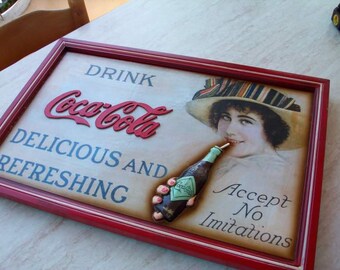 DRINK
Coca-Cola
DELICIOUS AND
REFRESHING
Accept
No
Imitations